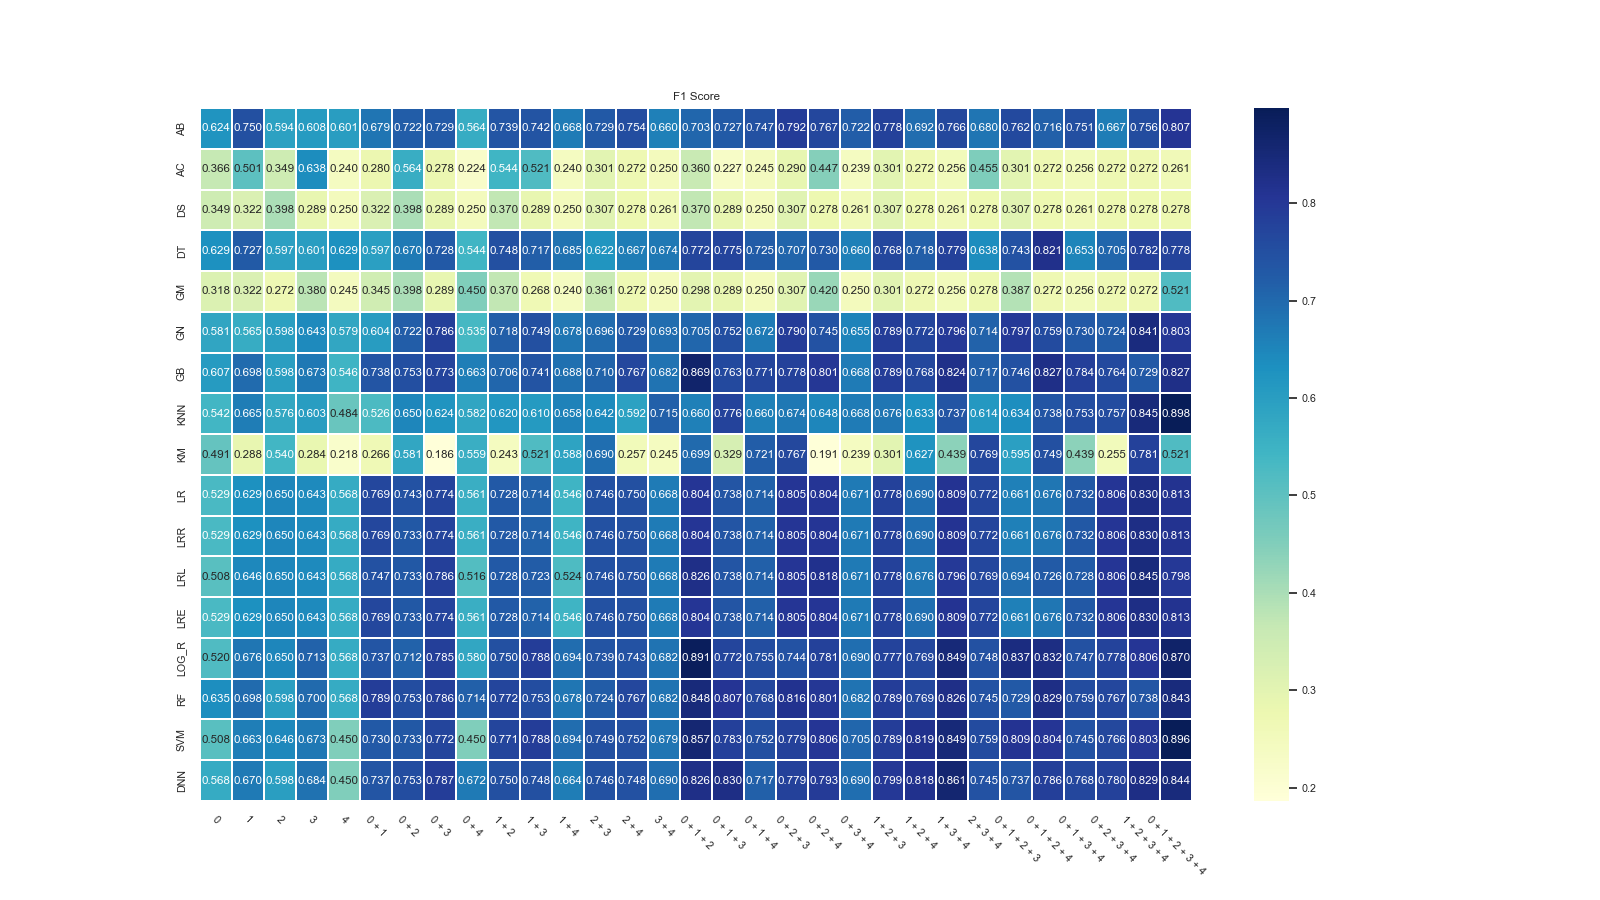 F1 Score
AB 0.624 0.750 0.594 0.608 0.601 0.679 0.722 0.729 0.564 0.739 0.742 0.668 0.729 0.754 0.660 0.703 0.727 0.747 0.792 0.767 0.722 0.778 0.692 0.766 0.680 0.762 0.716 0.751 0.667 0.756 0.807
AC 0.366 0.501 0.349 0.638 0.240 0.280 0.564 0.278 0.224 0.544 0.521 0.240 0.301 0.272 0.250 0.360 0.227 0.245 0.290 0.447 0.239 0.301 0.272 0.256 0.455 0.301 0.272 0.256 0.272 0.272 0.261
DS 0.349 0.322 0.398 0.289 0.250 0.322 0.398 0.289 0.250 0.370 0.289 0.250 0.307 0.278 0.261 0.370 0.289 0.250 0.307 0.278 0.261 0.307 0.278 0.261 0.278 0.307 0.278 0.261 0.278 0.278 0.278
DT 0.629 0.727 0.597 0.601 0.629 0.597 0.670 0.728 0.544 0.748 0.717 0.685 0.622 0.667 0.674 0.772 0.775 0.725 0.707 0.730 0.660 0.768 0.718 0.779 0.638 0.743 0.821 0.653 0.705 0.782 0.778
GM 0.318 0.322 0.272 0.380 0.245 0.345 0.398 0.289 0.450 0.370 0.268 0.240 0.361 0.272 0.250 0.298 0.289 0.250 0.307 0.420 0.250 0.301 0.272 0.256 0.278 0.387 0.272 0.256 0.272 0.272 0.521
GN 0.581 0.565 0.598 0.643 0.579 0.604 0.722 0.786 0.535 0.718 0.749 0.678 0.696 0.729 0.693 0.705 0.752 0.672 0.790 0.745 0.655 0.789 0.772 0.796 0.714 0.797 0.759 0.730 0.724 0.841 0.803
GB 0.607 0.698 0.598 0.673 0.546 0.738 0.753 0.773 0.663 0.706 0.741 0.688 0.710 0.767 0.682 0.869 0.763 0.771 0.778 0.801 0.668 0.789 0.768 0.824 0.717 0.746 0.827 0.784 0.764 0.729 0.827
KNN 0.542 0.665 0.576 0.603 0.484 0.526 0.650 0.624 0.582 0.620 0.610 0.658 0.642 0.592 0.715 0.660 0.776 0.660 0.674 0.648 0.668 0.676 0.633 0.737 0.614 0.634 0.738 0.753 0.757 0.845 0.898
KM 0.491 0.288 0.540 0.284 0.218 0.266 0.581 0.186 0.559 0.243 0.521 0.588 0.690 0.257 0.245 0.699 0.329 0.721 0.767 0.191 0.239 0.301 0.627 0.439 0.769 0.595 0.749 0.439 0.255 0.781 0.521
LR 0.529 0.629 0.650 0.643 0.568 0.769 0.743 0.774 0.561 0.728 0.714 0.546 0.746 0.750 0.668 0.804 0.738 0.714 0.805 0.804 0.671 0.778 0.690 0.809 0.772 0.661 0.676 0.732 0.806 0.830 0.813
LRR 0.529 0.629 0.650 0.643 0.568 0.769 0.733 0.774 0.561 0.728 0.714 0.546 0.746 0.750 0.668 0.804 0.738 0.714 0.805 0.804 0.671 0.778 0.690 0.809 0.772 0.661 0.676 0.732 0.806 0.830 0.813
LRL 0.508 0.646 0.650 0.643 0.568 0.747 0.733 0.786 0.516 0.728 0.723 0.524 0.746 0.750 0.668 0.826 0.738 0.714 0.805 0.818 0.671 0.778 0.676 0.796 0.769 0.694 0.726 0.728 0.806 0.845 0.798
LRE 0.529 0.629 0.650 0.643 0.568 0.769 0.733 0.774 0.561 0.728 0.714 0.546 0.746 0.750 0.668 0.804 0.738 0.714 0.805 0.804 0.671 0.778 0.690 0.809 0.772 0.661 0.676 0.732 0.806 0.830 0.813
LOG_R 0.520 0.676 0.650 0.713 0.568 0.737 0.712 0.785 0.580 0.750 0.788 0.694 0.739 0.743 0.682 0.891 0.772 0.755 0.744 0.781 0.690 0.777 0.769 0.849 0.748 0.837 0.832 0.747 0.778 0.806 0.870
RF 0.635 0.698 0.598 0.700 0.568 0.789 0.753 0.786 0.714 0.772 0.753 0.678 0.724 0.767 0.682 0.848 0.807 0.768 0.816 0.801 0.682 0.789 0.769 0.826 0.745 0.729 0.829 0.759 0.767 0.738 0.843
SVM 0.508 0.663 0.646 0.673 0.450 0.730 0.733 0.772 0.450 0.771 0.788 0.694 0.749 0.752 0.679 0.857 0.783 0.752 0.779 0.806 0.705 0.789 0.819 0.849 0.759 0.809 0.804 0.745 0.766 0.803 0.896
DNN 0.568 0.670 0.598 0.684 0.450 0.737 0.753 0.787 0.672 0.750 0.748 0.664 0.746 0.748 0.690 0.826 0.830 0.717 0.779 0.793 0.690 0.799 0.818 0.861 0.745 0.737 0.786 0.768 0.780 0.829 0.844
0
1
2
3
4
0 + 1
0 + 2
0 + 3
0 + 4
1 + 2
1 + 3
1 + 4
2 + 3
2 + 4
3 + 4
0 + 1 + 2
0 + 1 + 3
0 + 1 + 4
0 + 2 + 3
0 + 2 + 4
0 + 3 + 4
1 + 2 + 3
1 + 2 + 4
1 + 3 + 4
2 + 3 + 4
0 + 1 + 2 + 3
0 + 1 + 2 + 4
0 + 1 + 3 + 4
0 + 2 + 3 + 4
1 + 2 + 3 + 4
0 + 1 + 2 + 3 + 4
0.8
0.7
0.6
0.5
0.4
0.3
0.2